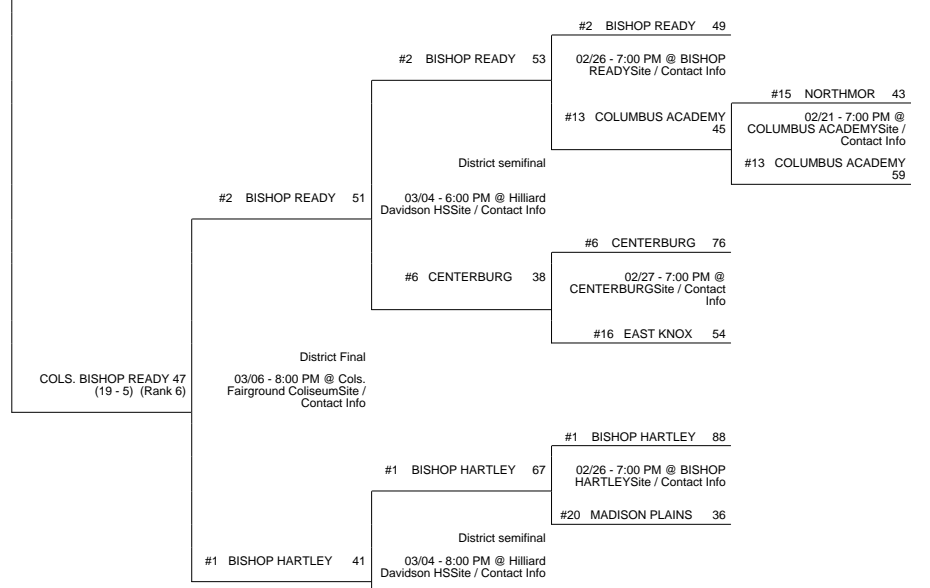 #2 BISHOP READY 49
#2 BISHOP READY 53
02/26 - 7:00 PM @ BISHOP
READYSite / Contact Info
#15 NORTHMOR 43
#13 COLUMBUS ACADEMY
45
02/21 - 7:00 PM @
COLUMBUS ACADEMYSite /
Contact Info
District semifinal
#13 COLUMBUS ACADEMY
59
#2 BISHOP READY 51
03/04 - 6:00 PM @ Hilliard
Davidson HSSite / Contact Info
#6 CENTERBURG 76
#6 CENTERBURG 38
02/27 - 7:00 PM @
CENTERBURGSite / Contact
Info
#16 EAST KNOX 54
District Final
COLS. BISHOP READY 47
(19 - 5) (Rank 6)
03/06 - 8:00 PM @ Cols.
Fairground ColiseumSite /
Contact Info
#1 BISHOP HARTLEY 88
#1 BISHOP HARTLEY 67
02/26 - 7:00 PM @ BISHOP
HARTLEYSite / Contact Info
#20 MADISON PLAINS 36
District semifinal
#1 BISHOP HARTLEY 41
03/04 - 8:00 PM @ Hilliard
Davidson HSSite / Contact Info